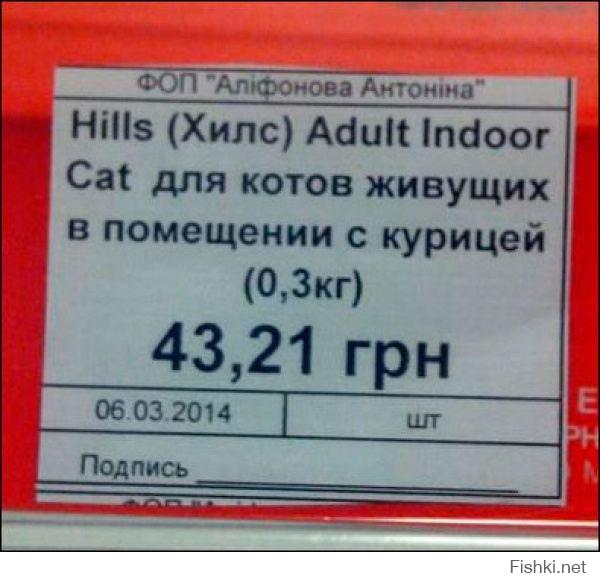 ФОП "Аліфонова Антоніна"
Hills (Хилс) Adult Indoor
Cat для котов живущих
в помещении с курицей
(0,3кг)
43,21 грн
06.03.2014 шт
Подпись
Fishki.net